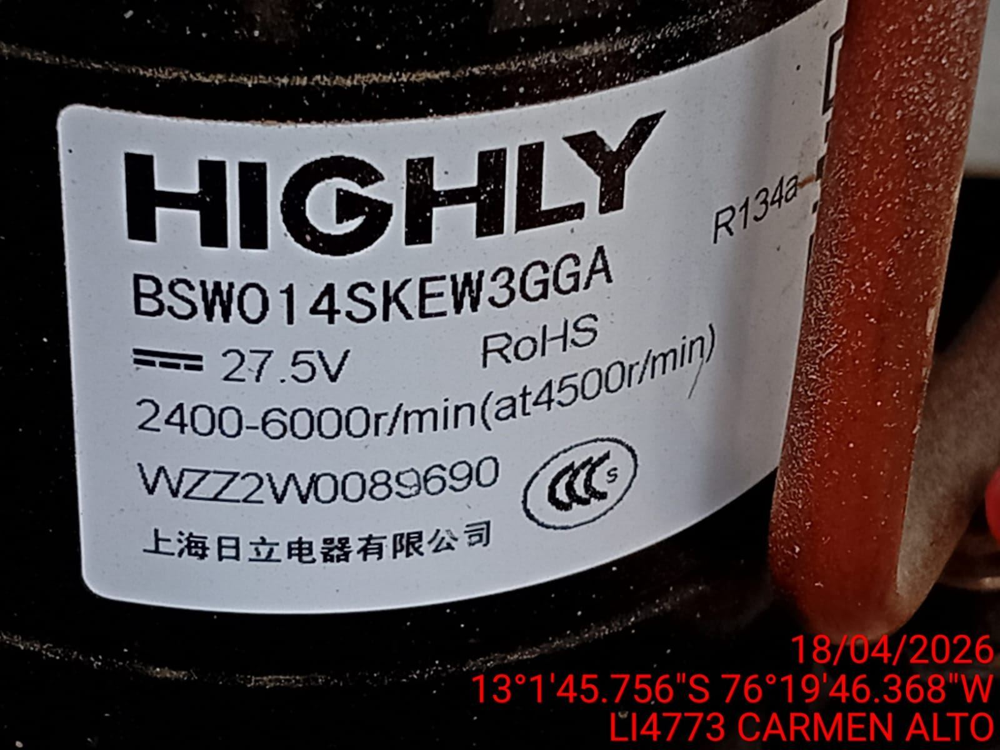 HIGHLY
BSW014SKEW3GGA
R134a
27.5V
RoHS
2400-6000r/min(at4500r/min)
WZZ2W0089690
CCC S
上海日立电器有限公司
18/04/2026
13°1'45.756"S 76°19'46.368"W
LI4773 CARMEN ALTO